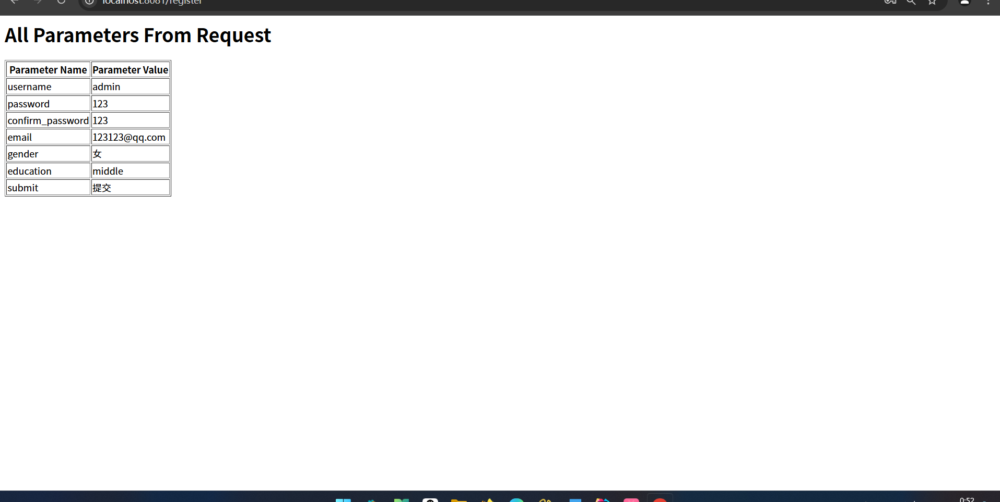 localhost:8081/register
All Parameters From Request
Parameter Name Parameter Value
username admin
password 123
confirm_password 123
email 123123@qq.com
gender 女
education middle
submit 提交
0:52